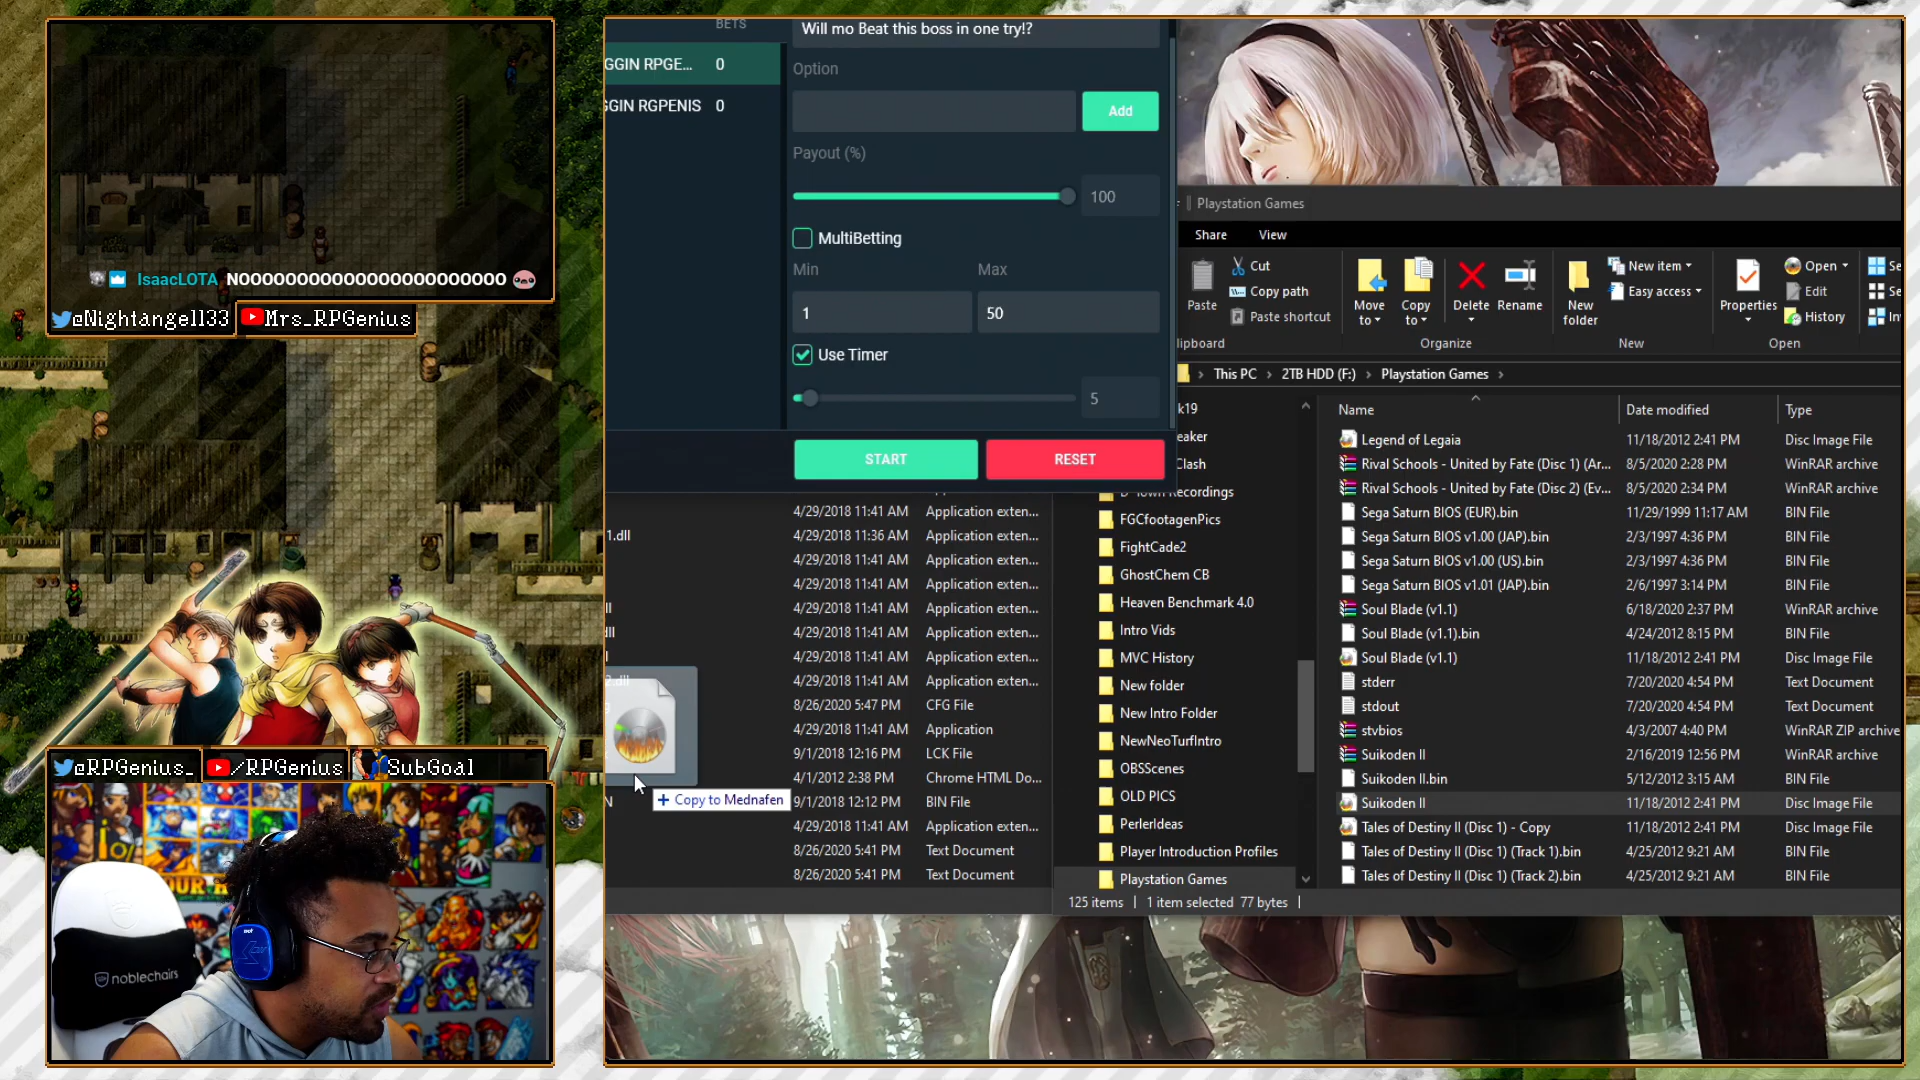 IsaacLOTA NOOOOOOOOOOOOOOOOOOOOOOO
@Nightangel133
Mrs_RPGenius
@RPGenius_
/RPGenius
SubGoal
noblechairs
BETS
GGIN RPGE... 0
GGIN RGPENIS 0
Will mo Beat this boss in one try!?
Option
Add
Payout (%)
100
MultiBetting
Min
Max
1
50
Use Timer
5
START
RESET
4/29/2018 11:41 AM Application exten...
1.dll 4/29/2018 11:36 AM Application exten...
4/29/2018 11:41 AM Application exten...
4/29/2018 11:41 AM Application exten...
4/29/2018 11:41 AM Application exten...
4/29/2018 11:41 AM Application exten...
4/29/2018 11:41 AM Application exten...
2.dll 4/29/2018 11:41 AM Application exten...
8/26/2020 5:47 PM CFG File
4/29/2018 11:41 AM Application
9/1/2018 12:16 PM LCK File
4/1/2012 2:38 PM Chrome HTML Do...
9/1/2018 12:12 PM BIN File
4/29/2018 11:41 AM Application exten...
8/26/2020 5:41 PM Text Document
8/26/2020 5:41 PM Text Document
+ Copy to Mednafen
Playstation Games
Share
View
Paste
Cut
Copy path
Paste shortcut
Move to
Copy to
Delete
Rename
New folder
New item
Easy access
Properties
Open
Edit
History
Se
Se
In
lipboard
Organize
New
Open
This PC > 2TB HDD (F:) > Playstation Games >
k19
eaker
Clash
D-Town Recordings
FGCfootagenPics
FightCade2
GhostChem CB
Heaven Benchmark 4.0
Intro Vids
MVC History
New folder
New Intro Folder
NewNeoTurfIntro
OBSScenes
OLD PICS
PerlerIdeas
Player Introduction Profiles
Playstation Games
Name Date modified Type
Legend of Legaia 11/18/2012 2:41 PM Disc Image File
Rival Schools - United by Fate (Disc 1) (Ar... 8/5/2020 2:28 PM WinRAR archive
Rival Schools - United by Fate (Disc 2) (Ev... 8/5/2020 2:34 PM WinRAR archive
Sega Saturn BIOS (EUR).bin 11/29/1999 11:17 AM BIN File
Sega Saturn BIOS v1.00 (JAP).bin 2/3/1997 4:36 PM BIN File
Sega Saturn BIOS v1.00 (US).bin 2/3/1997 4:36 PM BIN File
Sega Saturn BIOS v1.01 (JAP).bin 2/6/1997 3:14 PM BIN File
Soul Blade (v1.1) 6/18/2020 2:37 PM WinRAR archive
Soul Blade (v1.1).bin 4/24/2012 8:15 PM BIN File
Soul Blade (v1.1) 11/18/2012 2:41 PM Disc Image File
stderr 7/20/2020 4:54 PM Text Document
stdout 7/20/2020 4:54 PM Text Document
stvbios 4/3/2007 4:40 PM WinRAR ZIP archive
Suikoden II 2/16/2019 12:56 PM WinRAR archive
Suikoden II.bin 5/12/2012 3:15 AM BIN File
Suikoden II 11/18/2012 2:41 PM Disc Image File
Tales of Destiny II (Disc 1) - Copy 11/18/2012 2:41 PM Disc Image File
Tales of Destiny II (Disc 1) (Track 1).bin 4/25/2012 9:21 AM BIN File
Tales of Destiny II (Disc 1) (Track 2).bin 4/25/2012 9:21 AM BIN File
125 items | 1 item selected 77 bytes |